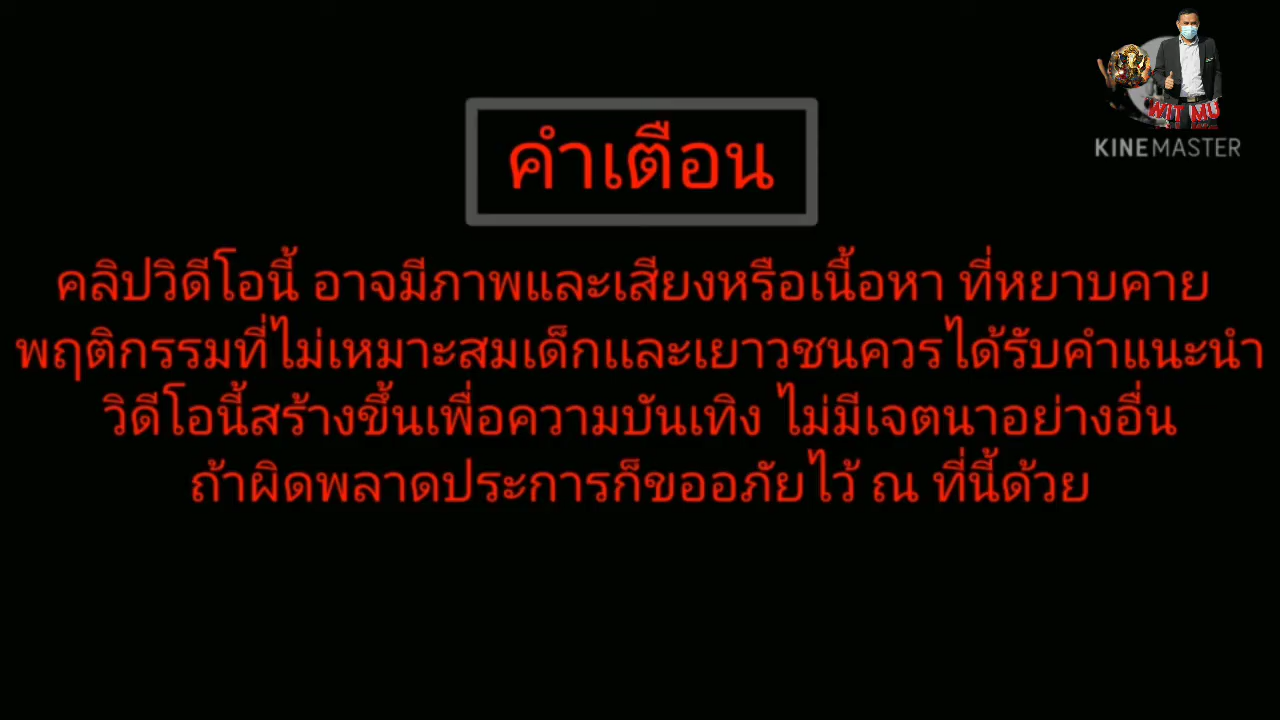 WIT MU
KINEMASTER
คำเตือน
คลิปวิดีโอนี้ อาจมีภาพและเสียงหรือเนื้อหา ที่หยาบคาย
พฤติกรรมที่ไม่เหมาะสมเด็กและเยาวชนควรได้รับคำแนะนำ
วิดีโอนี้สร้างขึ้นเพื่อความบันเทิง ไม่มีเจตนาอย่างอื่น
ถ้าผิดพลาดประการก็ขออภัยไว้ ณ ที่นี้ด้วย